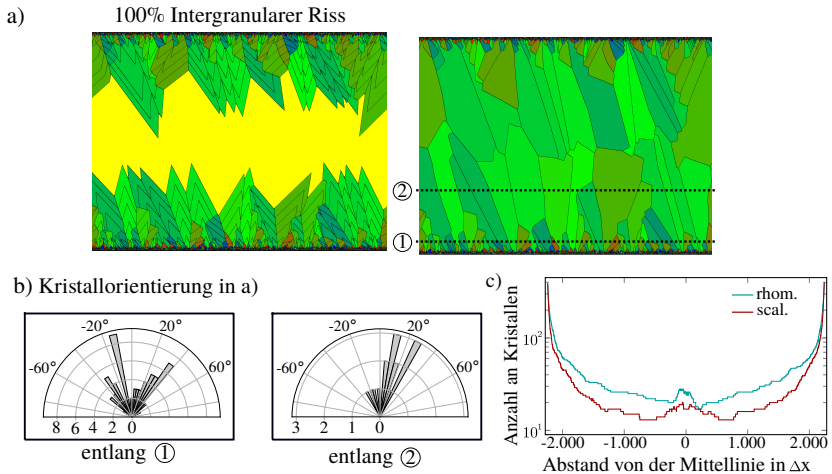 a)
100% Intergranularer Riss
②
①
b) Kristallorientierung in a)
-20° 20°
-60° 60°
8 6 4 2 0
entlang ①
-20° 20°
-60° 60°
3 2 1 0
entlang ②
c)
rhom.
scal.
Anzahl an Kristallen
10²
10¹
-2.000 -1.000 0 1.000 2.000
Abstand von der Mittellinie in Δx